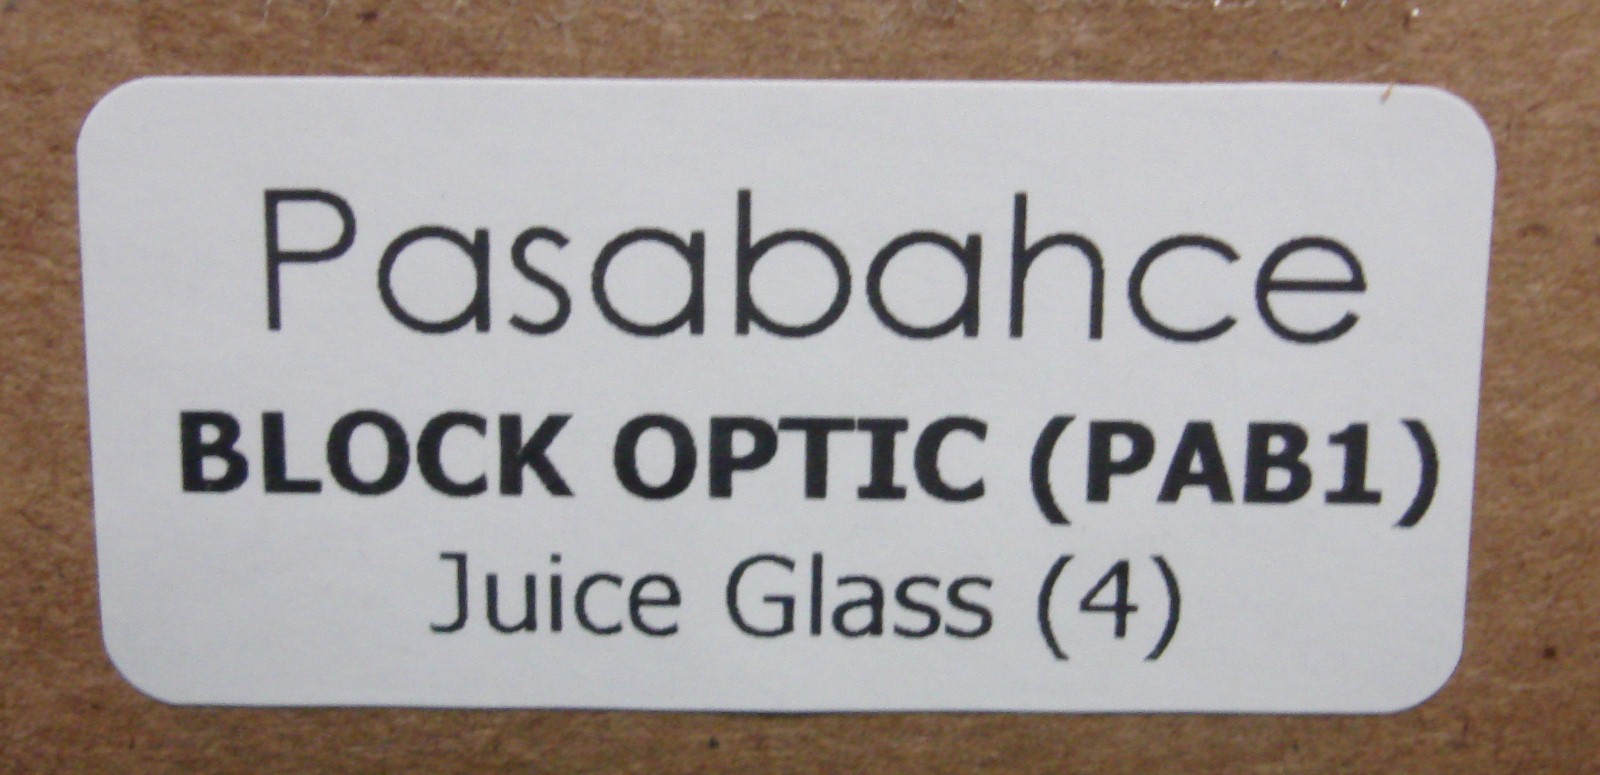 Pasabahce
BLOCK OPTIC (PAB1)
Juice Glass (4)